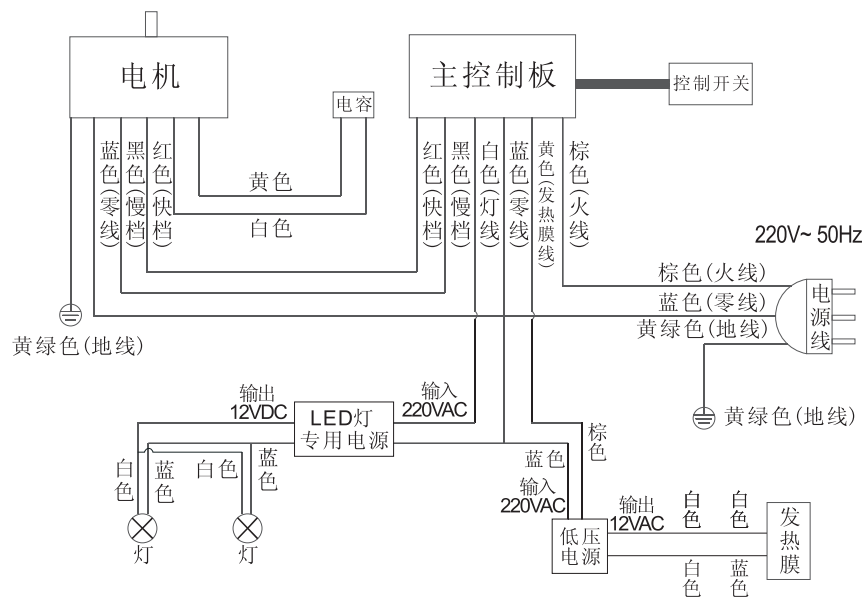 电机
主控制板
控制开关
电容
蓝色(零线)
黑色(慢档)
红色(快档)
黄色
白色
红色(快档)
黑色(慢档)
白色(灯线)
蓝色(零线)
黄色(发热膜线)
棕色(火线)
220V~ 50Hz
棕色(火线)
蓝色(零线)
黄绿色(地线)
电源线
黄绿色(地线)
黄绿色(地线)
输出
12VDC
LED灯
专用电源
输入
220VAC
白色
蓝色
白色
蓝色
灯
灯
棕色
蓝色
输入
220VAC
低压
电源
输出
12VAC
白色
白色
白色
蓝色
发热膜